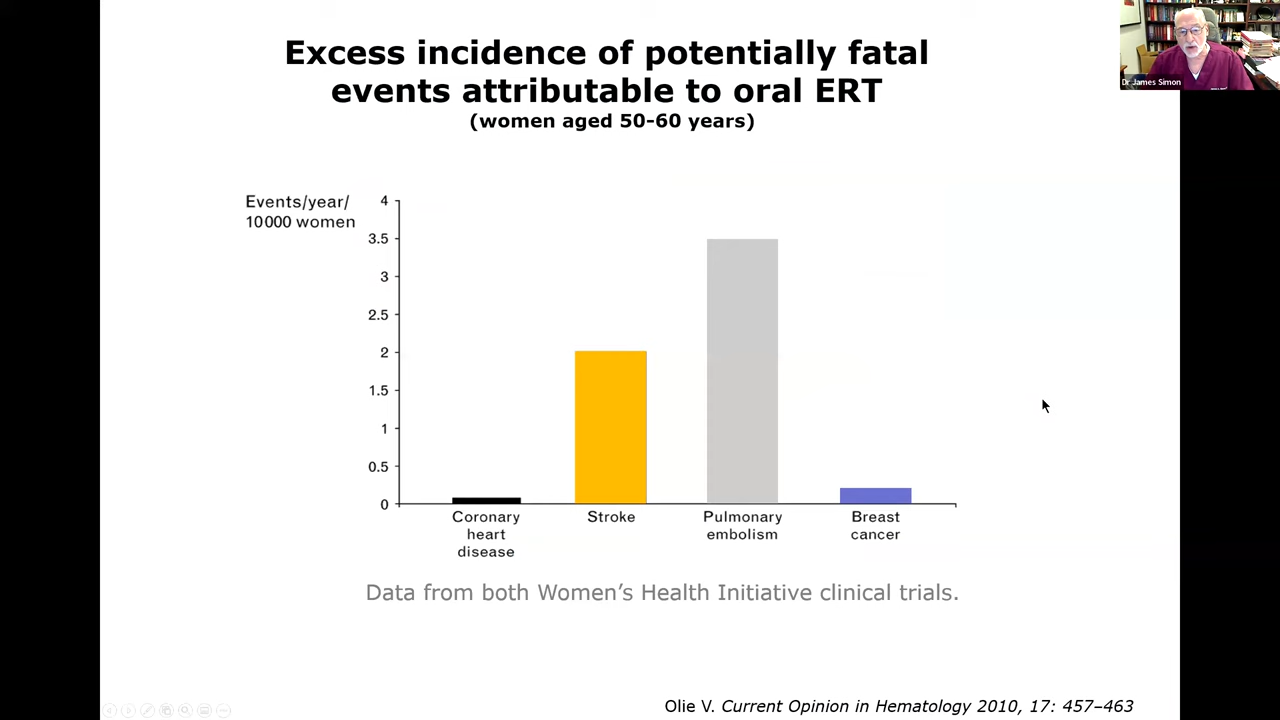 Excess incidence of potentially fatal
events attributable to oral ERT
(women aged 50-60 years)
Dr James Simon
Events/year/
10000 women
4
3.5
3
2.5
2
1.5
1
0.5
0
Coronary
heart
disease
Stroke
Pulmonary
embolism
Breast
cancer
Data from both Women’s Health Initiative clinical trials.
Olie V. Current Opinion in Hematology 2010, 17: 457–463